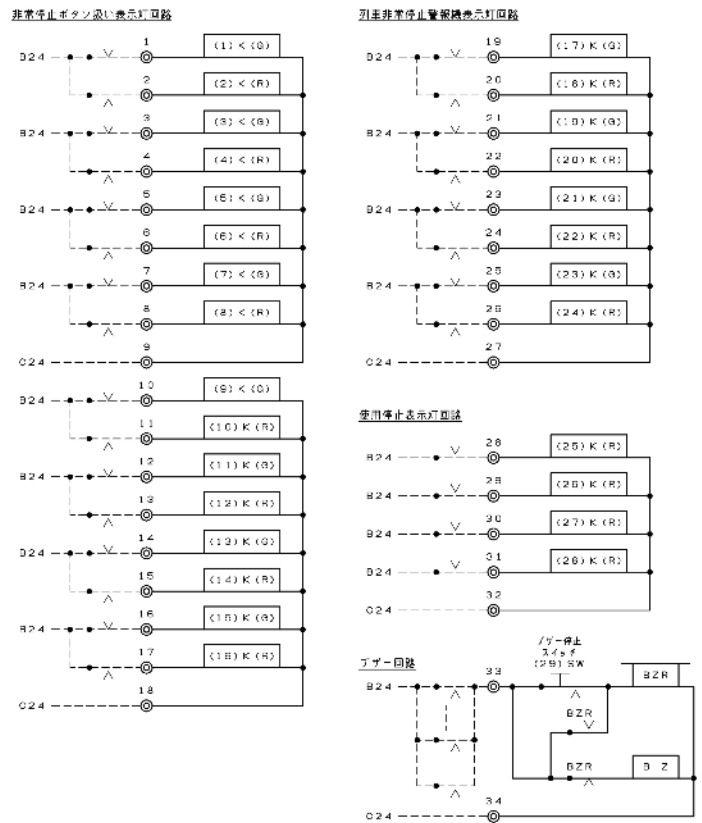 非常停止ボタン扱い表示灯回路
B24
1
(1)K(G)
2
(2)K(R)
B24
3
(3)K(G)
4
(4)K(R)
B24
5
(5)K(G)
6
(6)K(R)
B24
7
(7)K(G)
8
(8)K(R)
C24
9
B24
10
(9)K(G)
11
(10)K(R)
B24
12
(11)K(G)
13
(12)K(R)
B24
14
(13)K(G)
15
(14)K(R)
B24
16
(15)K(G)
17
(16)K(R)
C24
18
列車非常停止警報機表示灯回路
B24
19
(17)K(G)
20
(18)K(R)
B24
21
(19)K(G)
22
(20)K(R)
B24
23
(21)K(G)
24
(22)K(R)
B24
25
(23)K(G)
26
(24)K(R)
C24
27
使用停止表示灯回路
B24
28
(25)K(R)
B24
29
(26)K(R)
B24
30
(27)K(R)
B24
31
(28)K(R)
C24
32
ブザー回路
B24
33
ブザー停止
スイッチ
(29)SW
BZR
BZR
BZR
BZ
C24
34